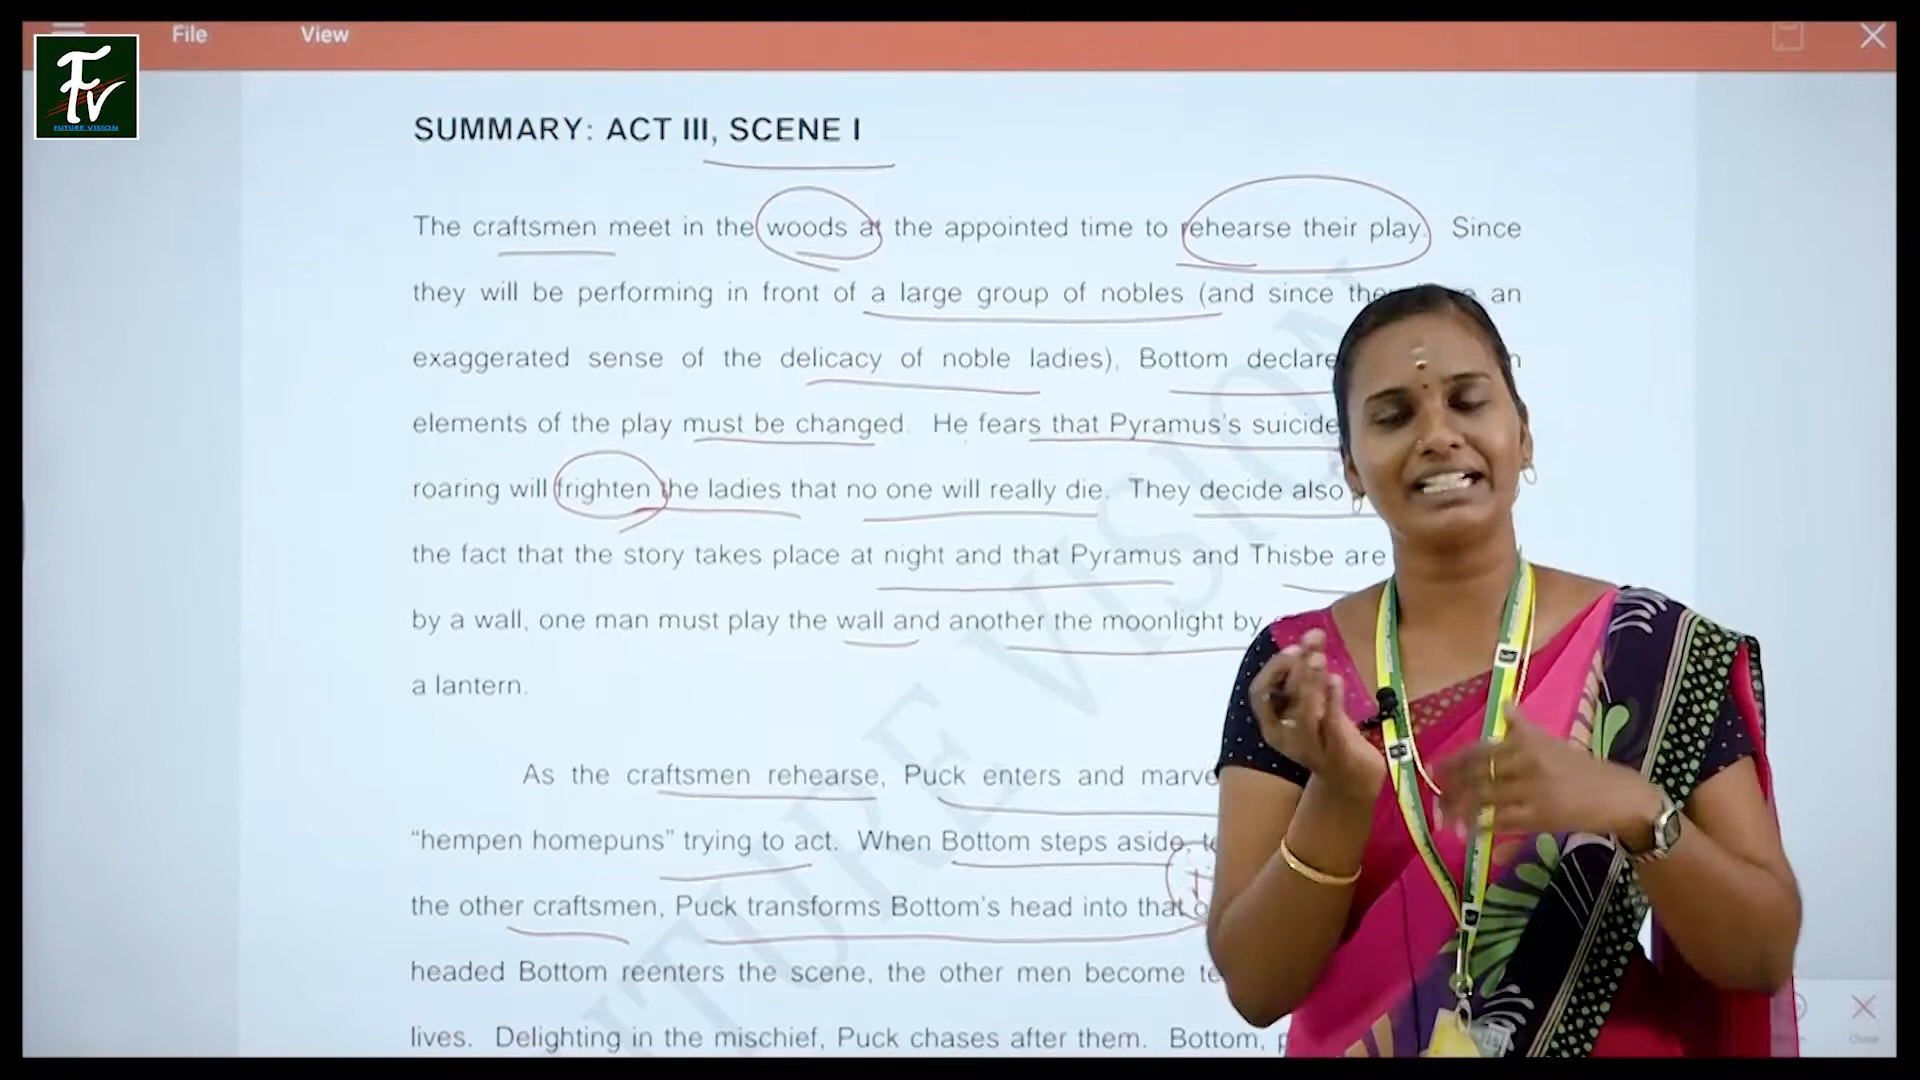 File View
FV
FUTURE VISION
SUMMARY: ACT III, SCENE I
The craftsmen meet in the woods at the appointed time to rehearse their play. Since
they will be performing in front of a large group of nobles (and since an
exaggerated sense of the delicacy of noble ladies), Bottom declare
elements of the play must be changed. He fears that Pyramus's suicide
roaring will frighten the ladies that no one will really die. They decide also
the fact that the story takes place at night and that Pyramus and Thisbe are
by a wall, one man must play the wall and another the moonlight by
a lantern.
As the craftsmen rehearse, Puck enters and marve
“hempen homepuns” trying to act. When Bottom steps aside,
the other craftsmen, Puck transforms Bottom's head into that
headed Bottom reenters the scene, the other men become
lives. Delighting in the mischief, Puck chases after them. Bottom,
Close
FUTURE VISION